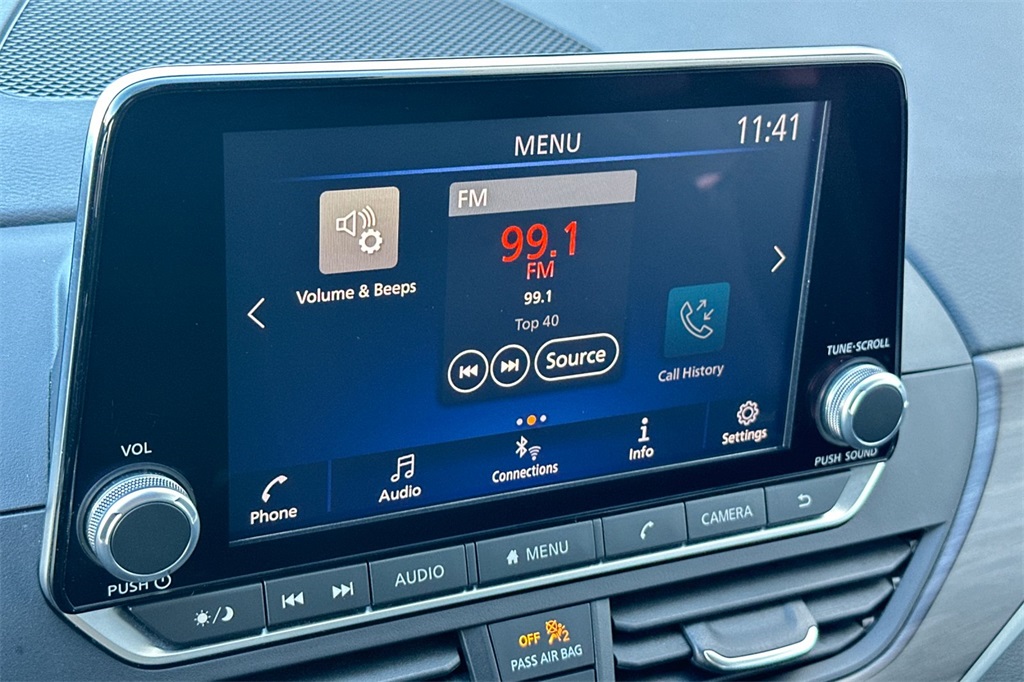 MENU
11:41
FM
99.1
FM
99.1
Top 40
Source
Volume & Beeps
Call History
Phone
Audio
Connections
i
Info
Settings
VOL
PUSH
TUNE·SCROLL
PUSH SOUND
AUDIO
MENU
CAMERA
OFF 2
PASS AIR BAG